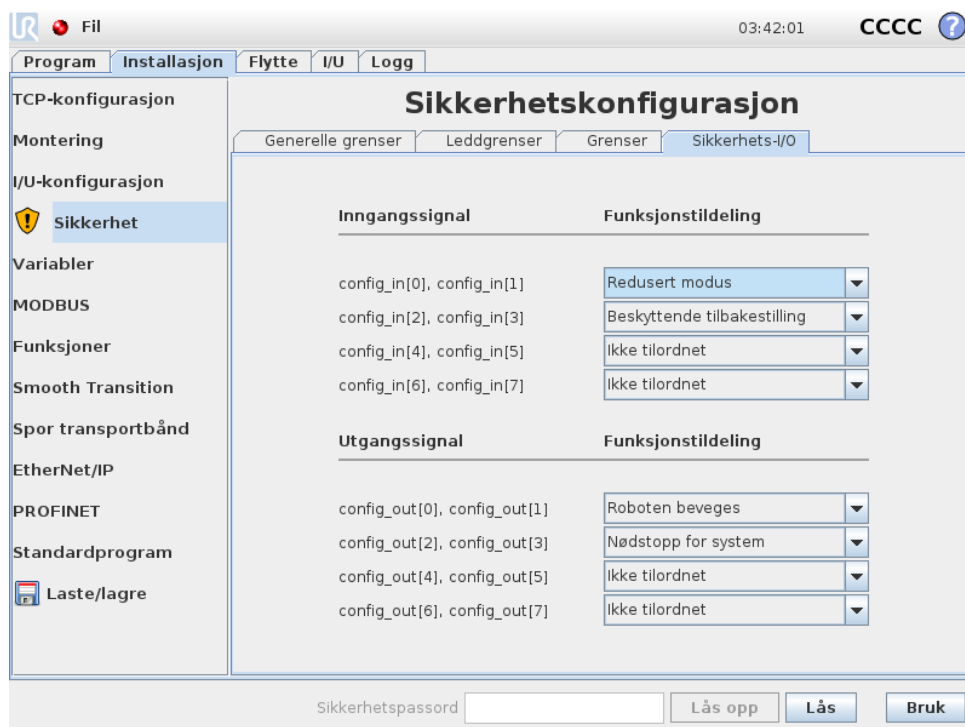 UR Fil 03:42:01 CCCC ?
Program Installasjon Flytte I/U Logg
TCP-konfigurasjon
Montering
I/U-konfigurasjon
Sikkerhet
Variabler
MODBUS
Funksjoner
Smooth Transition
Spor transportbånd
EtherNet/IP
PROFINET
Standardprogram
Laste/lagre
Sikkerhetskonfigurasjon
Generelle grenser Leddgrenser Grenser Sikkerhets-I/O
Inngangssignal Funksjonstildeling
config_in[0], config_in[1] Redusert modus
config_in[2], config_in[3] Beskyttende tilbakestilling
config_in[4], config_in[5] Ikke tilordnet
config_in[6], config_in[7] Ikke tilordnet
Utgangssignal Funksjonstildeling
config_out[0], config_out[1] Roboten beveges
config_out[2], config_out[3] Nødstopp for system
config_out[4], config_out[5] Ikke tilordnet
config_out[6], config_out[7] Ikke tilordnet
Sikkerhetspassord Lås opp Lås Bruk